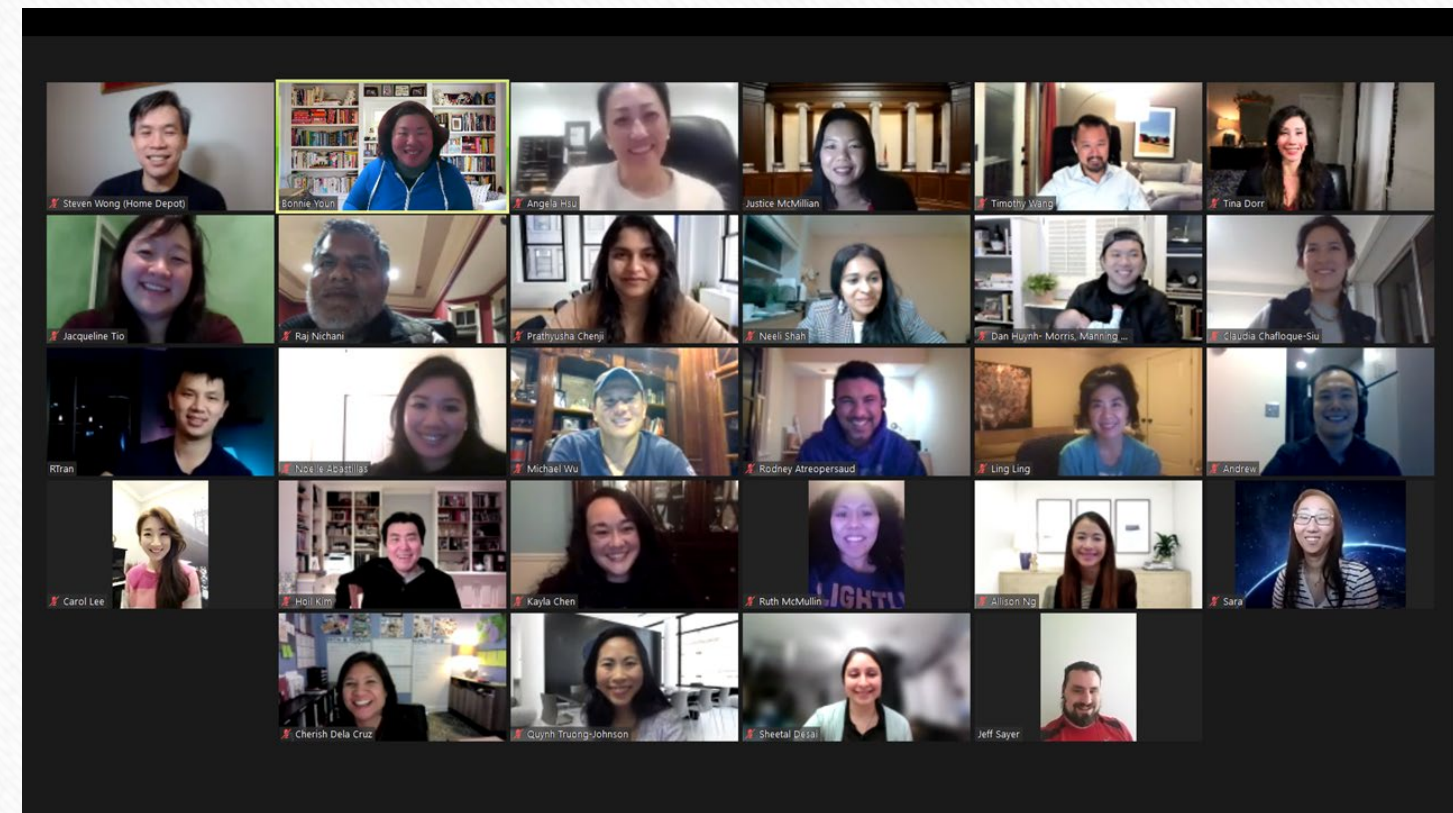 Steven Wong (Home Depot)
Bonnie Youn
Angela Hsu
Justice McMillian
Timothy Wang
Tina Dorr
Jacqueline Tio
Raj Nichani
Prathyusha Chenji
Neeli Shah
Dan Huynh- Morris, Manning ...
Claudia Chafloque-Siu
RTran
Noelle Abastillas
Michael Wu
Rodney Atreopersaud
Ling Ling
Andrew
Carol Lee
Hoil Kim
Kayla Chen
Ruth McMullin
LIGHTL
Allison Ng
Sara
Cherish Dela Cruz
Quynh Truong-Johnson
Sheetal Desai
Jeff Sayer